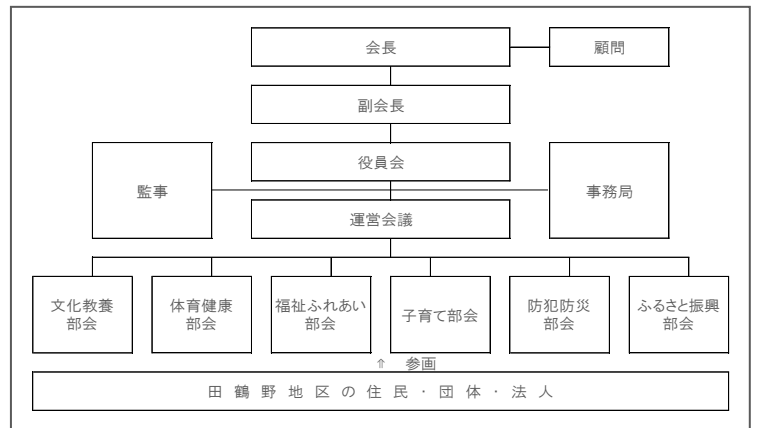 会長
顧問
副会長
役員会
監事
事務局
運営会議
文化教養
部会
体育健康
部会
福祉ふれあい
部会
子育て部会
防犯防災
部会
ふるさと振興
部会
⇑ 参画
田鶴野地区の住民・団体・法人